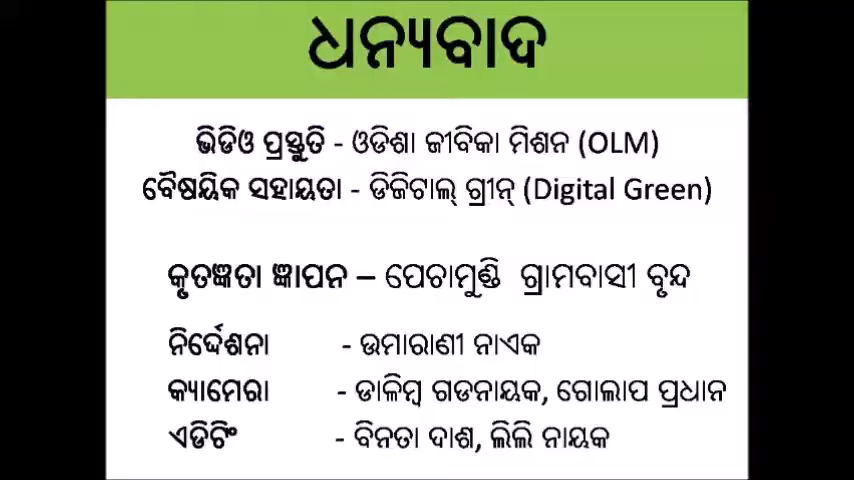 ଧନ୍ୟବାଦ
ଭିଡିଓ ପ୍ରସ୍ତୁତି - ଓଡିଶା ଜୀବିକା ମିଶନ (OLM)
ବୈଷୟିକ ସହାୟତା - ଡିଜିଟାଲ୍ ଗ୍ରୀନ୍ (Digital Green)
କୃତଜ୍ଞତା ଜ୍ଞାପନ – ପେଚାମୁଣ୍ଡି ଗ୍ରାମବାସୀ ବୃନ୍ଦ
ନିର୍ଦ୍ଦେଶନା - ଉମାରାଣୀ ନାଏକ
କ୍ୟାମେରା - ଡାଳିମ୍ବ ଗଡନାୟକ, ଗୋଲାପ ପ୍ରଧାନ
ଏଡିଟିଂ - ବିନତା ଦାଶ, ଲିଲି ନାୟକ